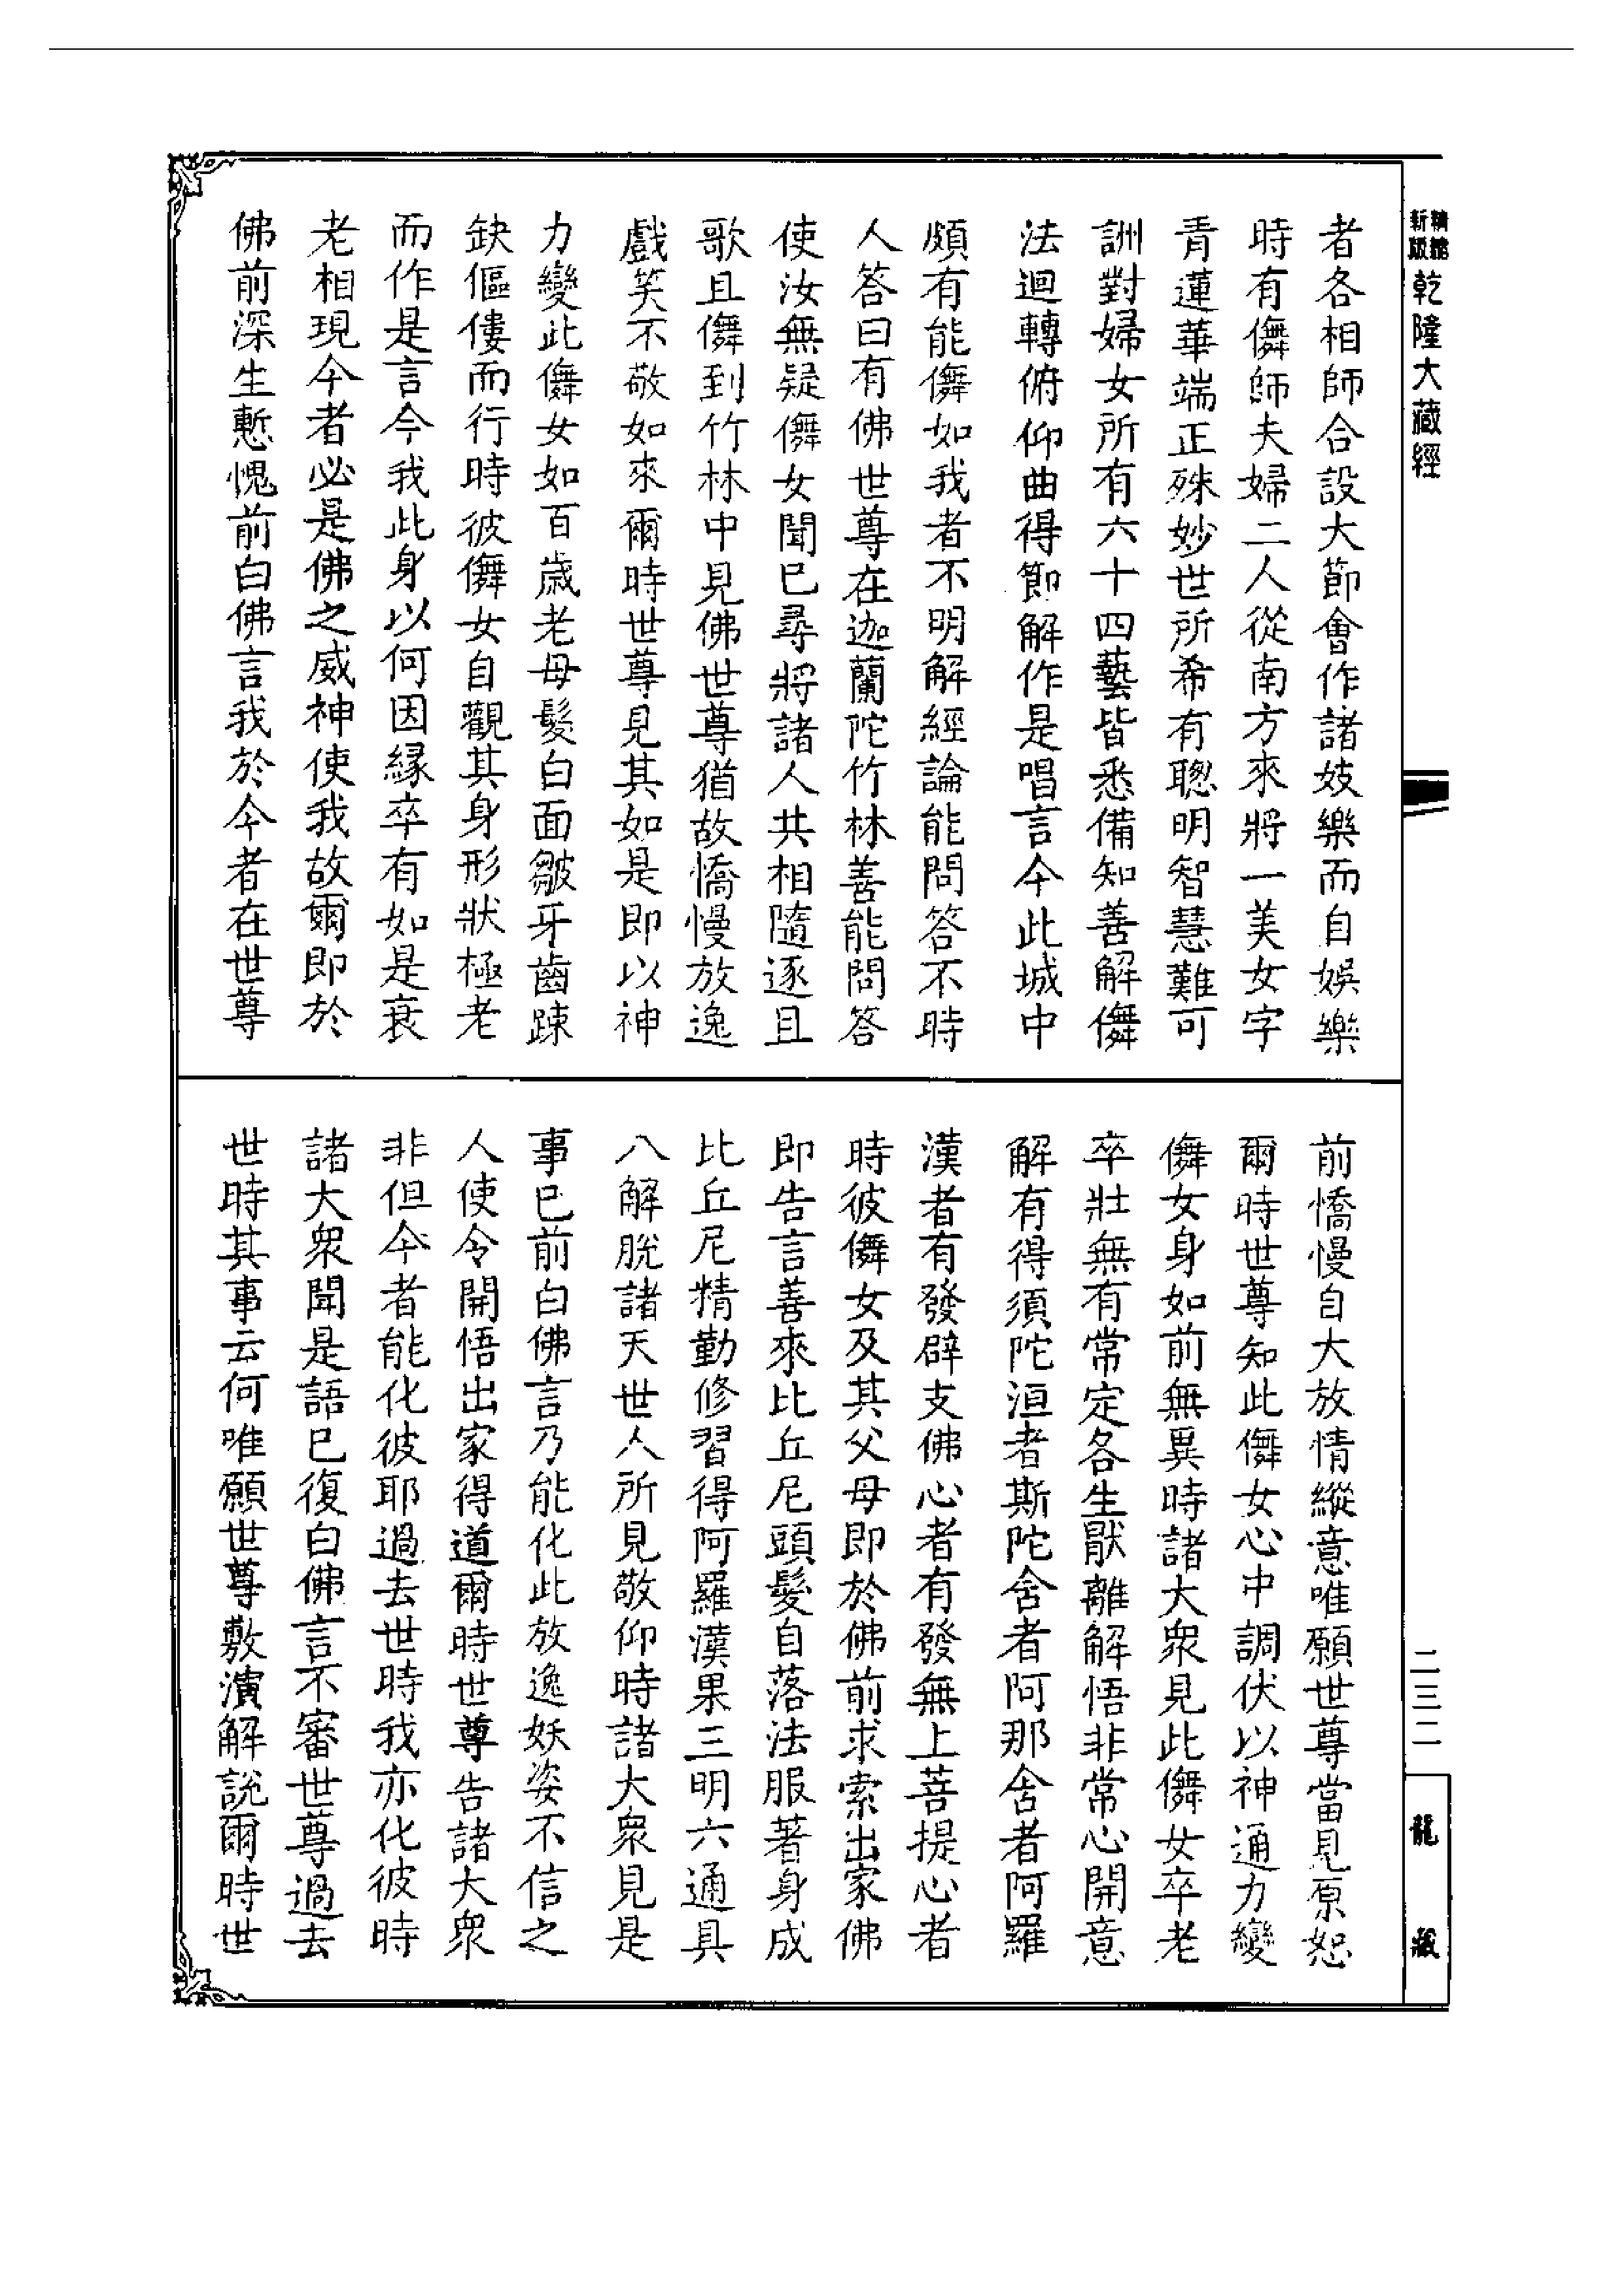 新版
精縮
乾隆大藏經
者各相師合設大節會作諸妓樂而自娛樂
時有儛師夫婦二人從南方來將一美女字
青蓮華端正殊妙世所希有聰明智慧難可
詶對婦女所有六十四藝皆悉備知善解儛
法迴轉俯仰曲得節解作是唱言今此城中
頗有能儛如我者不明解經論能問答不時
人答曰有佛世尊在迦蘭陀竹林善能問答
使汝無疑儛女聞已尋將諸人共相隨逐且
歌且儛到竹林中見佛世尊猶故憍慢放逸
戲笑不敬如來爾時世尊見其如是即以神
力變此儛女如百歲老母髮白面皺牙齒踈
缺傴僂而行時彼儛女自觀其身形狀極老
而作是言今我此身以何因緣卒有如是衰
老相現今者必是佛之威神使我故爾即於
佛前深生慙愧前白佛言我於今者在世尊
前憍慢自大放情縱意唯願世尊當見原恕
爾時世尊知此儛女心中調伏以神通力變
儛女身如前無異時諸大眾見此儛女卒老
卒壯無有常定各生厭離解悟非常心開意
解有得須陀洹者斯陀含者阿那含者阿羅
漢者有發辟支佛心者有發無上菩提心者
時彼儛女及其父母即於佛前求索出家佛
即告言善來比丘尼頭髮自落法服著身成
比丘尼精勤修習得阿羅漢果三明六通具
八解脫諸天世人所見敬仰時諸大眾見是
事已前白佛言乃能化此放逸妖姿不信之
人使令開悟出家得道爾時世尊告諸大眾
非但今者能化彼耶過去世時我亦化彼時
諸大眾聞是語已復白佛言不審世尊過去
世時其事云何唯願世尊敷演解說爾時世
二三二
龍藏